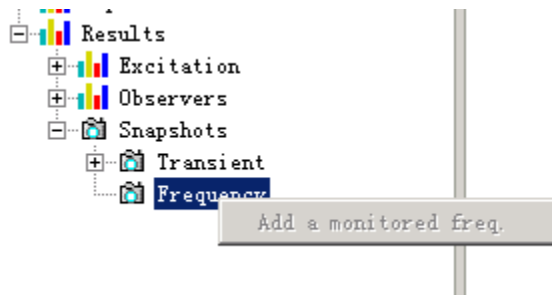 Results
Excitation
Observers
Snapshots
Transient
Frequency
Add a monitored freq.